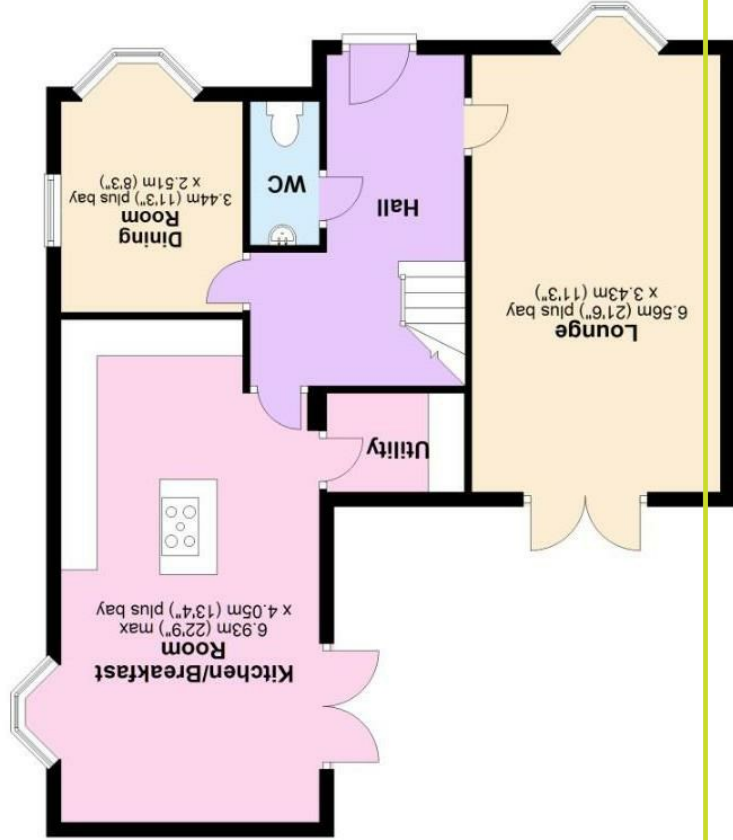 Kitchen/Breakfast
Room
6.93m (22'9") max
x 4.05m (13'4") plus bay
Utility
Lounge
6.56m (21'6") plus bay
x 3.43m (11'3")
Dining
Room
3.44m (11'3") plus bay
x 2.51m (8'3")
Hall
WC